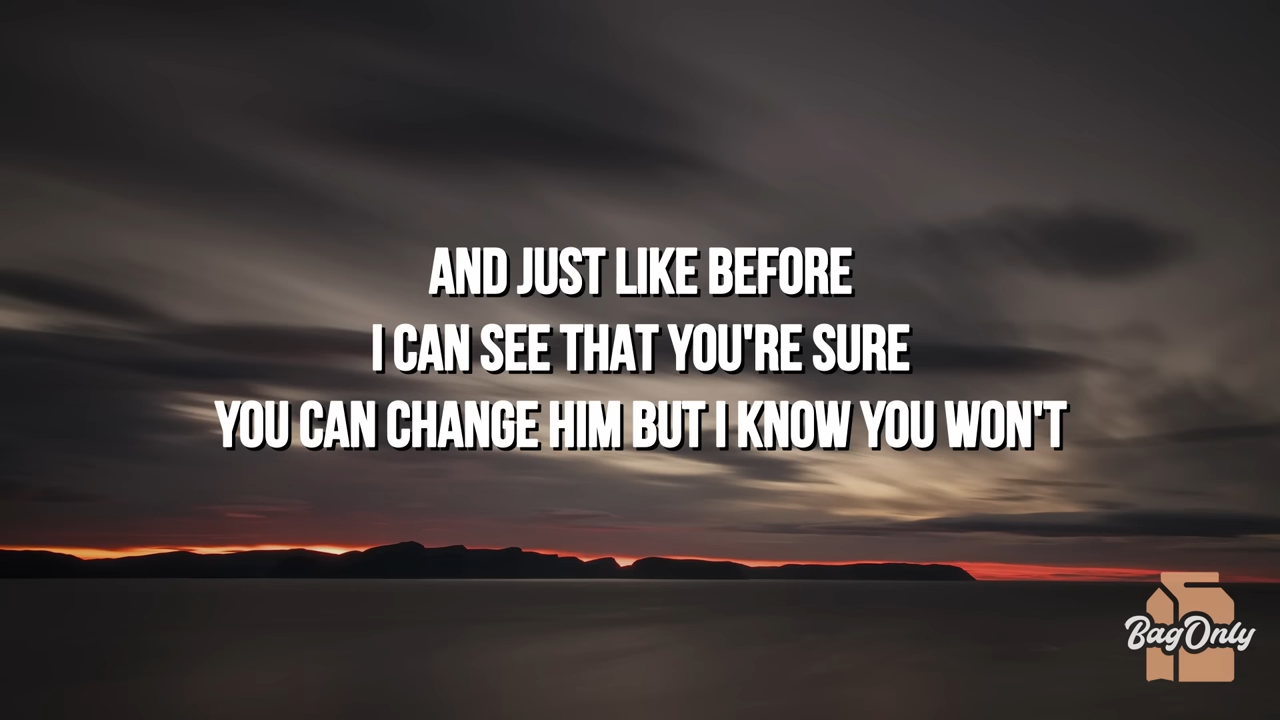 AND JUST LIKE BEFORE
I CAN SEE THAT YOU'RE SURE
YOU CAN CHANGE HIM BUT I KNOW YOU WON'T
BagOnly